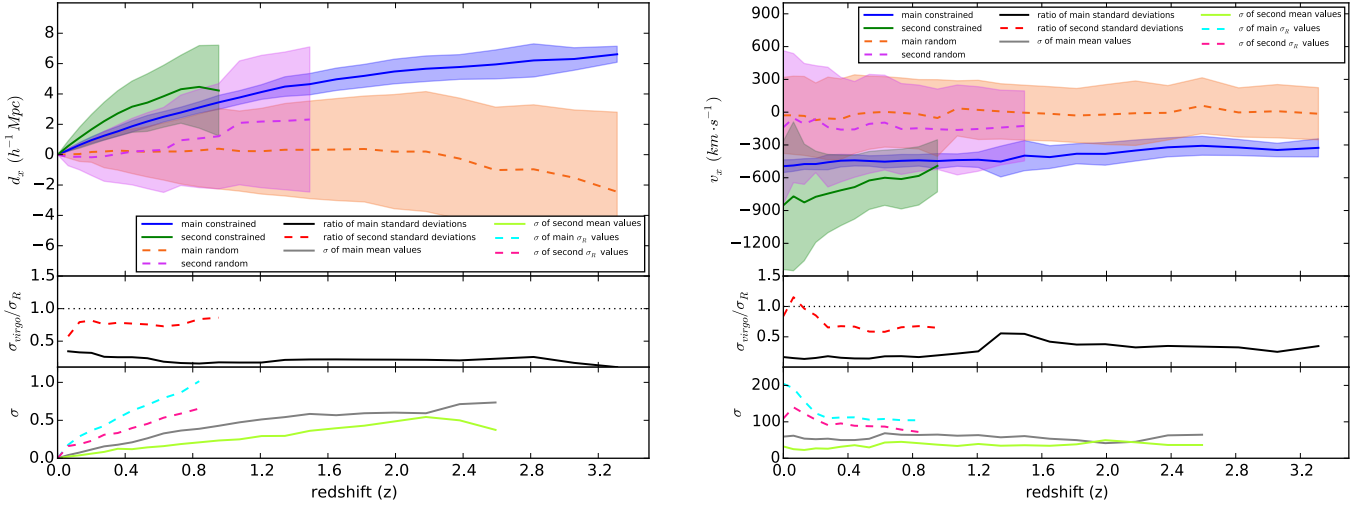 8
6
4
2
0
−2
−4
−6
d_x (h⁻¹ Mpc)
main constrained
second constrained
main random
second random
ratio of main standard deviations
ratio of second standard deviations
σ of main mean values
σ of second mean values
σ of main σ_R values
σ of second σ_R values
1.5
1.0
0.5
σ_virgo/σ_R
1.0
0.5
0.0
σ
0.0 0.4 0.8 1.2 1.6 2.0 2.4 2.8 3.2
redshift (z)
900
600
300
0
−300
−600
−900
−1200
v_x (km·s⁻¹)
main constrained
second constrained
main random
second random
ratio of main standard deviations
ratio of second standard deviations
σ of main mean values
σ of second mean values
σ of main σ_R values
σ of second σ_R values
1.5
1.0
0.5
σ_virgo/σ_R
200
100
0
σ
0.0 0.4 0.8 1.2 1.6 2.0 2.4 2.8 3.2
redshift (z)